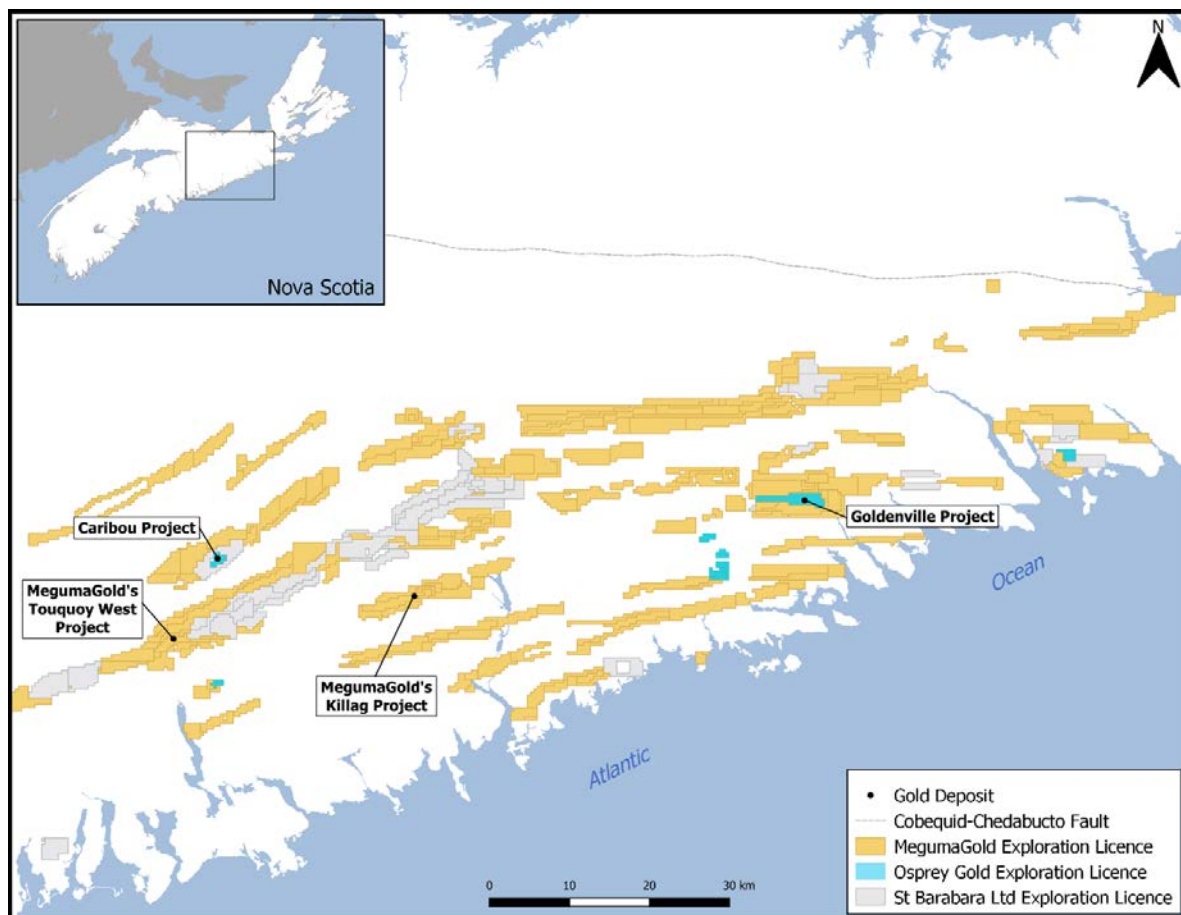 N
Nova Scotia
Caribou Project
MegumaGold's
Touquoy West
Project
MegumaGold's
Killag Project
Goldenville Project
Ocean
Atlantic
Gold Deposit
Cobequid-Chedabucto Fault
MegumaGold Exploration Licence
Osprey Gold Exploration Licence
St Barabara Ltd Exploration Licence
0 10 20 30 km